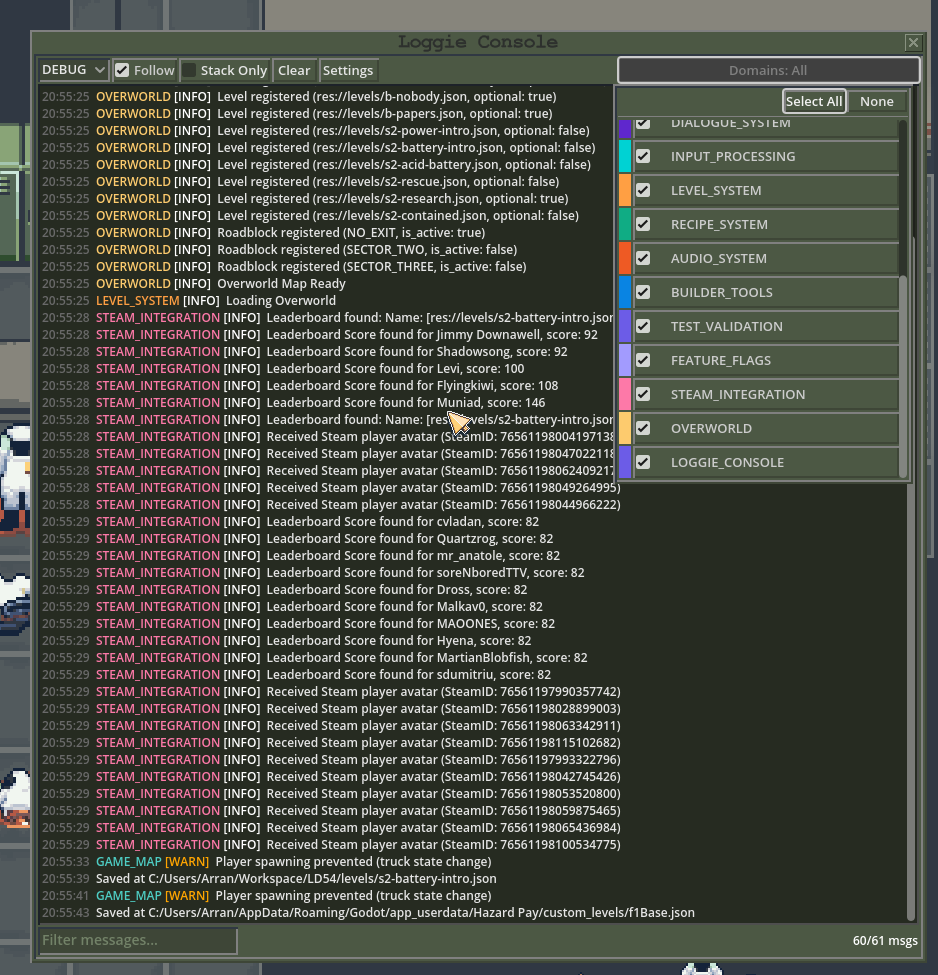 Loggie Console
DEBUG Follow Stack Only Clear Settings Domains: All
Select All None
DIALOGUE_SYSTEM
INPUT_PROCESSING
LEVEL_SYSTEM
RECIPE_SYSTEM
AUDIO_SYSTEM
BUILDER_TOOLS
TEST_VALIDATION
FEATURE_FLAGS
STEAM_INTEGRATION
OVERWORLD
LOGGIE_CONSOLE
20:55:25 OVERWORLD [INFO] Level registered (res://levels/b-nobody.json, optional: true)
20:55:25 OVERWORLD [INFO] Level registered (res://levels/b-papers.json, optional: true)
20:55:25 OVERWORLD [INFO] Level registered (res://levels/s2-power-intro.json, optional: false)
20:55:25 OVERWORLD [INFO] Level registered (res://levels/s2-battery-intro.json, optional: false)
20:55:25 OVERWORLD [INFO] Level registered (res://levels/s2-acid-battery.json, optional: false)
20:55:25 OVERWORLD [INFO] Level registered (res://levels/s2-rescue.json, optional: false)
20:55:25 OVERWORLD [INFO] Level registered (res://levels/s2-research.json, optional: true)
20:55:25 OVERWORLD [INFO] Level registered (res://levels/s2-contained.json, optional: false)
20:55:25 OVERWORLD [INFO] Roadblock registered (NO_EXIT, is_active: true)
20:55:25 OVERWORLD [INFO] Roadblock registered (SECTOR_TWO, is_active: false)
20:55:25 OVERWORLD [INFO] Roadblock registered (SECTOR_THREE, is_active: false)
20:55:25 OVERWORLD [INFO] Overworld Map Ready
20:55:25 LEVEL_SYSTEM [INFO] Loading Overworld
20:55:28 STEAM_INTEGRATION [INFO] Leaderboard found: Name: [res://levels/s2-battery-intro.json
20:55:28 STEAM_INTEGRATION [INFO] Leaderboard Score found for Jimmy Downawell, score: 92
20:55:28 STEAM_INTEGRATION [INFO] Leaderboard Score found for Shadowsong, score: 92
20:55:28 STEAM_INTEGRATION [INFO] Leaderboard Score found for Levi, score: 100
20:55:28 STEAM_INTEGRATION [INFO] Leaderboard Score found for Flyingkiwi, score: 108
20:55:28 STEAM_INTEGRATION [INFO] Leaderboard Score found for Muniad, score: 146
20:55:28 STEAM_INTEGRATION [INFO] Leaderboard found: Name: [res://levels/s2-battery-intro.json
20:55:28 STEAM_INTEGRATION [INFO] Received Steam player avatar (SteamID: 76561198004197138
20:55:28 STEAM_INTEGRATION [INFO] Received Steam player avatar (SteamID: 76561198047022118
20:55:28 STEAM_INTEGRATION [INFO] Received Steam player avatar (SteamID: 76561198062409217
20:55:28 STEAM_INTEGRATION [INFO] Received Steam player avatar (SteamID: 76561198049264995)
20:55:28 STEAM_INTEGRATION [INFO] Received Steam player avatar (SteamID: 76561198044966222)
20:55:29 STEAM_INTEGRATION [INFO] Leaderboard Score found for cvladan, score: 82
20:55:29 STEAM_INTEGRATION [INFO] Leaderboard Score found for Quartzrog, score: 82
20:55:29 STEAM_INTEGRATION [INFO] Leaderboard Score found for mr_anatole, score: 82
20:55:29 STEAM_INTEGRATION [INFO] Leaderboard Score found for soreNboredTTV, score: 82
20:55:29 STEAM_INTEGRATION [INFO] Leaderboard Score found for Dross, score: 82
20:55:29 STEAM_INTEGRATION [INFO] Leaderboard Score found for Malkav0, score: 82
20:55:29 STEAM_INTEGRATION [INFO] Leaderboard Score found for MAOONES, score: 82
20:55:29 STEAM_INTEGRATION [INFO] Leaderboard Score found for Hyena, score: 82
20:55:29 STEAM_INTEGRATION [INFO] Leaderboard Score found for MartianBlobfish, score: 82
20:55:29 STEAM_INTEGRATION [INFO] Leaderboard Score found for sdumitriu, score: 82
20:55:29 STEAM_INTEGRATION [INFO] Received Steam player avatar (SteamID: 76561197990357742)
20:55:29 STEAM_INTEGRATION [INFO] Received Steam player avatar (SteamID: 76561198028899003)
20:55:29 STEAM_INTEGRATION [INFO] Received Steam player avatar (SteamID: 76561198063342911)
20:55:29 STEAM_INTEGRATION [INFO] Received Steam player avatar (SteamID: 76561198115102682)
20:55:29 STEAM_INTEGRATION [INFO] Received Steam player avatar (SteamID: 76561197993322796)
20:55:29 STEAM_INTEGRATION [INFO] Received Steam player avatar (SteamID: 76561198042745426)
20:55:29 STEAM_INTEGRATION [INFO] Received Steam player avatar (SteamID: 76561198053520800)
20:55:29 STEAM_INTEGRATION [INFO] Received Steam player avatar (SteamID: 76561198059875465)
20:55:29 STEAM_INTEGRATION [INFO] Received Steam player avatar (SteamID: 76561198065436984)
20:55:29 STEAM_INTEGRATION [INFO] Received Steam player avatar (SteamID: 76561198100534775)
20:55:33 GAME_MAP [WARN] Player spawning prevented (truck state change)
20:55:39 Saved at C:/Users/Arran/Workspace/LD54/levels/s2-battery-intro.json
20:55:41 GAME_MAP [WARN] Player spawning prevented (truck state change)
20:55:43 Saved at C:/Users/Arran/AppData/Roaming/Godot/app_userdata/Hazard Pay/custom_levels/f1Base.json
Filter messages... 60/61 msgs